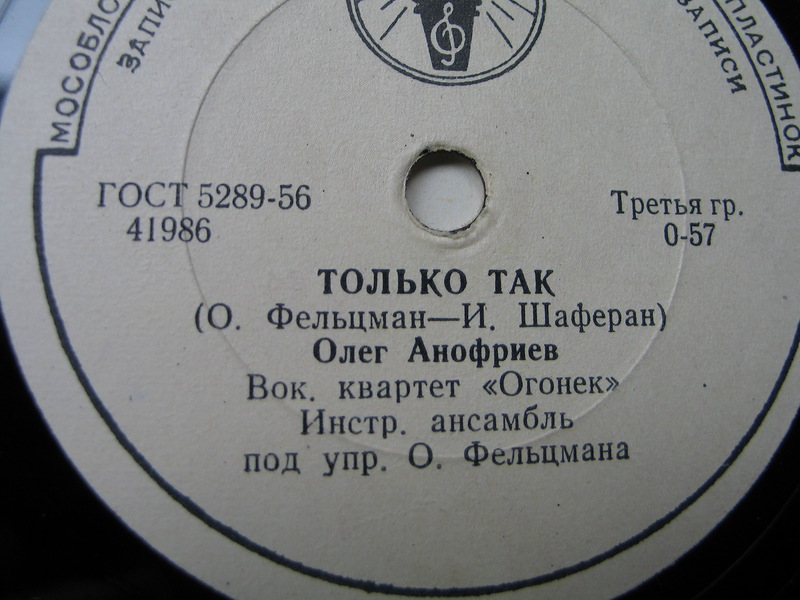 ЗАПИСИ
ГОСТ 5289-56
41986
Третья гр.
0-57
ТОЛЬКО ТАК
(О. Фельцман—И. Шаферан)
Олег Анофриев
Вок. квартет «Огонек»
Инстр. ансамбль
под упр. О. Фельцмана